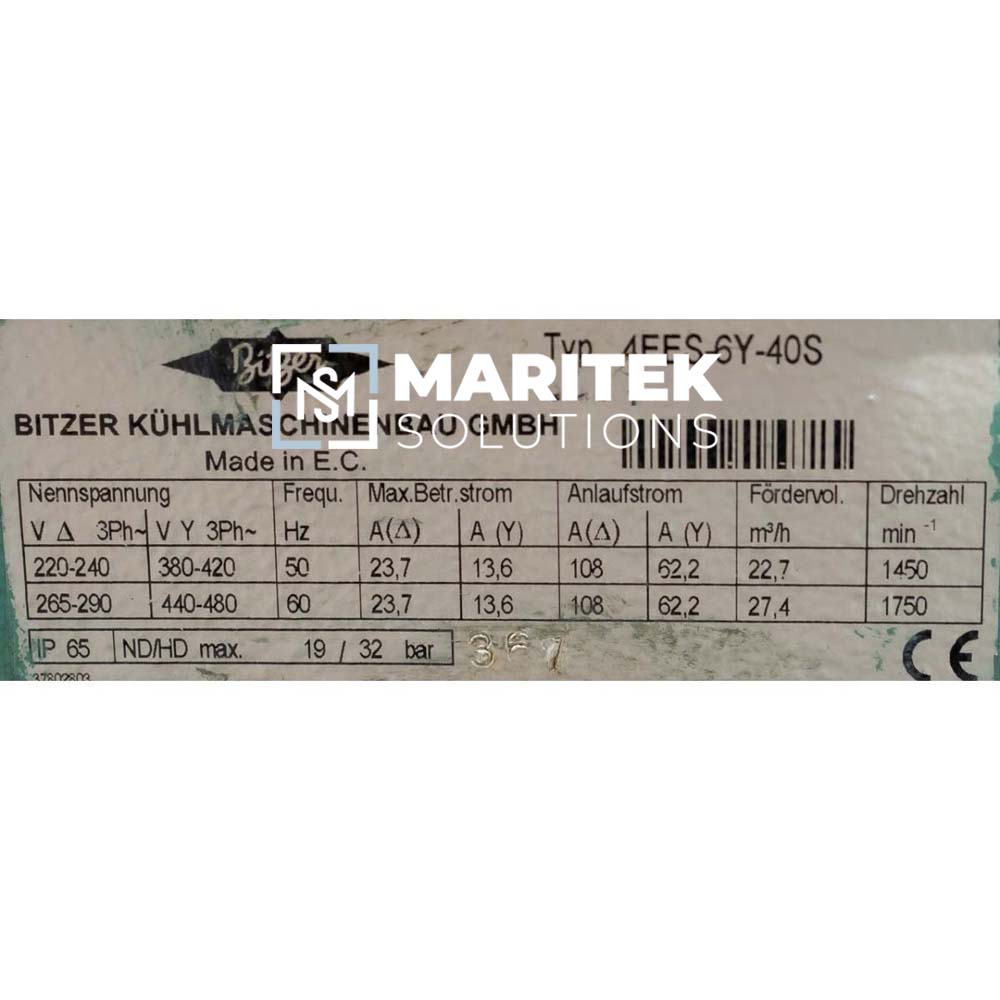 Bitzer
Typ 4EES-6Y-40S
MARITEK
SOLUTIONS
BITZER KÜHLMASCHINENBAU GMBH
Made in E.C.
Nennspannung Frequ. Max.Betr.strom Anlaufstrom Fördervol. Drehzahl
V Δ 3Ph~ V Y 3Ph~ Hz A(Δ) A (Y) A(Δ) A (Y) m³/h min -1
220-240 380-420 50 23,7 13,6 108 62,2 22,7 1450
265-290 440-480 60 23,7 13,6 108 62,2 27,4 1750
IP 65 ND/HD max. 19 / 32 bar CE
37802803